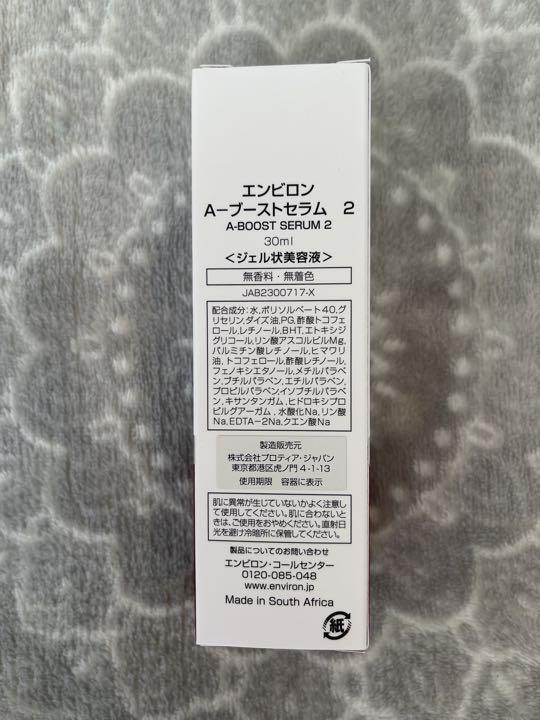 エンビロン
A-ブーストセラム 2
A-BOOST SERUM 2
30ml
＜ジェル状美容液＞
無香料・無着色
JAB2300717-X
配合成分:水,ポリソルベート40,グ
リセリン,ダイズ油,PG,酢酸トコフェ
ロール,レチノール,BHT,エトキシジ
グリコール,リン酸アスコルビルMg,
パルミチン酸レチノール,ヒマワリ
油,トコフェロール,酢酸レチノール,
フェノキシエタノール,メチルパラベ
ン,ブチルパラベン,エチルパラベン,
プロピルパラベン,イソブチルパラベ
ン,キサンタンガム,ヒドロキシプロ
ピルグアーガム,水酸化Na,リン酸
Na,EDTA-2Na,クエン酸Na
製造販売元
株式会社プロティア・ジャパン
東京都港区虎ノ門 4-1-13
使用期限 容器に表示
肌に異常が生じていないかよく注意し
て使用してください。肌に合わないと
きは、ご使用をおやめください。直射日
光を避け冷暗所に保管してください。
製品についてのお問い合わせ
エンビロン・コールセンター
0120-085-048
www.environ.jp
Made in South Africa
紙